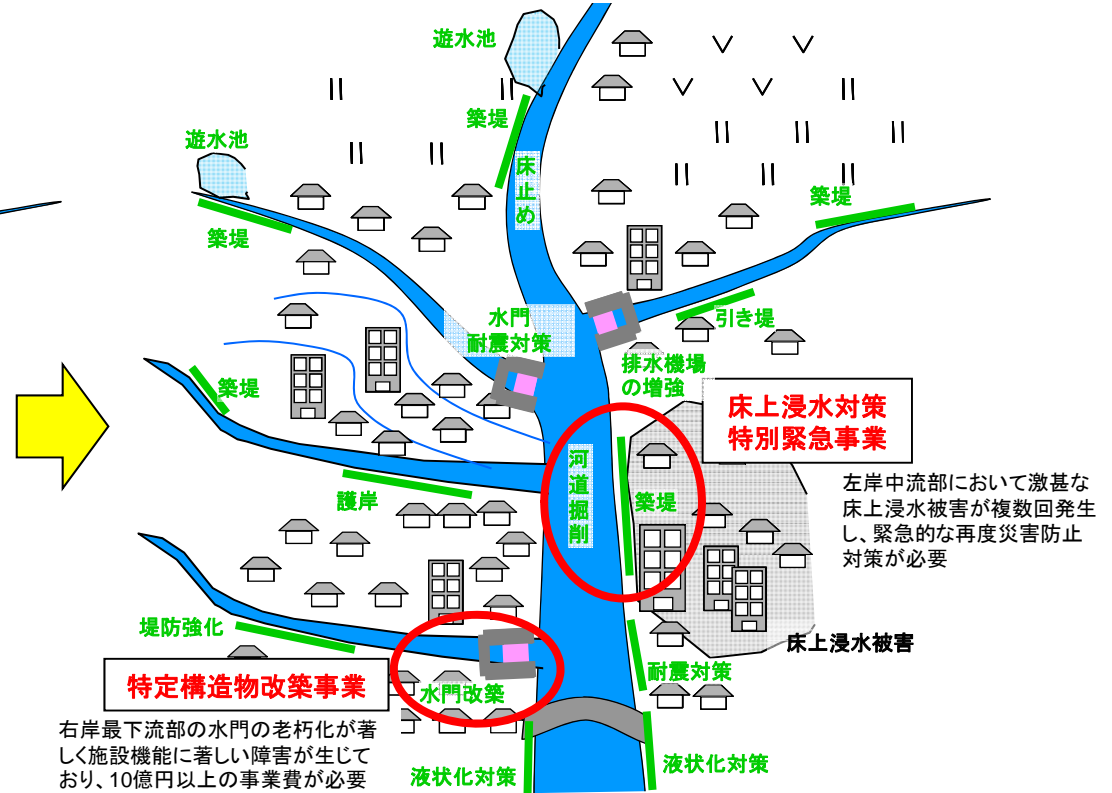 遊水池
築堤
遊水池
床止め
築堤
築堤
水門
耐震対策
引き堤
排水機場
の増強
築堤
床上浸水対策
特別緊急事業
左岸中流部において激甚な
床上浸水被害が複数回発生
し、緊急的な再度災害防止
対策が必要
河道掘削
築堤
護岸
床上浸水被害
堤防強化
耐震対策
特定構造物改築事業
水門改築
右岸最下流部の水門の老朽化が著
しく施設機能に著しい障害が生じて
おり、10億円以上の事業費が必要
液状化対策
液状化対策